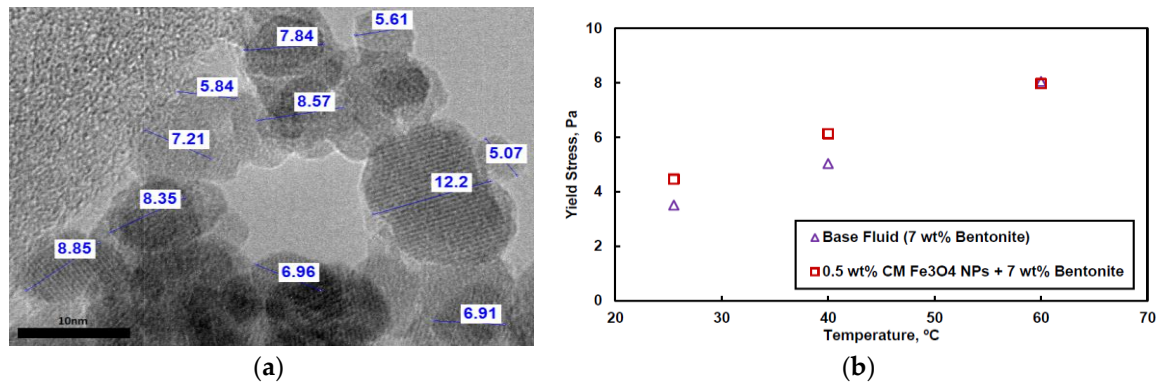 7.84
5.61
5.84
8.57
7.21
5.07
12.2
8.35
8.85
6.96
6.91
10nm
(a)
10
8
6
4
2
0
Yield Stress, Pa
Base Fluid (7 wt% Bentonite)
0.5 wt% CM Fe3O4 NPs + 7 wt% Bentonite
20 30 40 50 60 70
Temperature, ºC
(b)